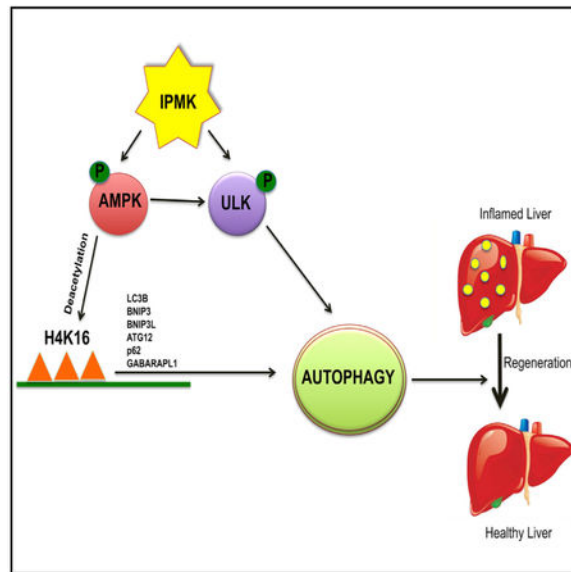 IPMK
P
AMPK
ULK
P
Deacetylation
H4K16
LC3B
BNIP3
BNIP3L
ATG12
p62
GABARAPL1
AUTOPHAGY
Inflamed Liver
Regeneration
Healthy Liver